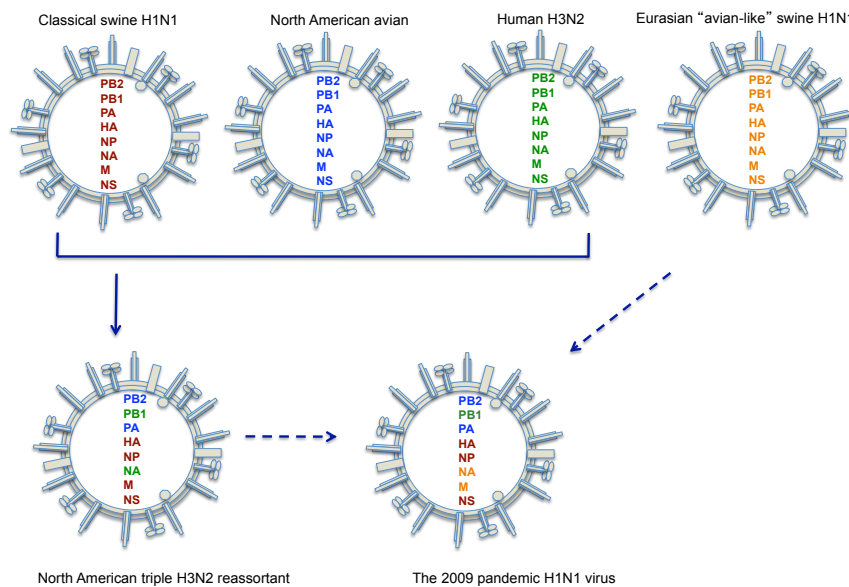 Classical swine H1N1
North American avian
Human H3N2
Eurasian “avian-like” swine H1N1
PB2
PB1
PA
HA
NP
NA
M
NS
PB2
PB1
PA
HA
NP
NA
M
NS
PB2
PB1
PA
HA
NP
NA
M
NS
PB2
PB1
PA
HA
NP
NA
M
NS
PB2
PB1
PA
HA
NP
NA
M
NS
PB2
PB1
PA
HA
NP
NA
M
NS
North American triple H3N2 reassortant
The 2009 pandemic H1N1 virus